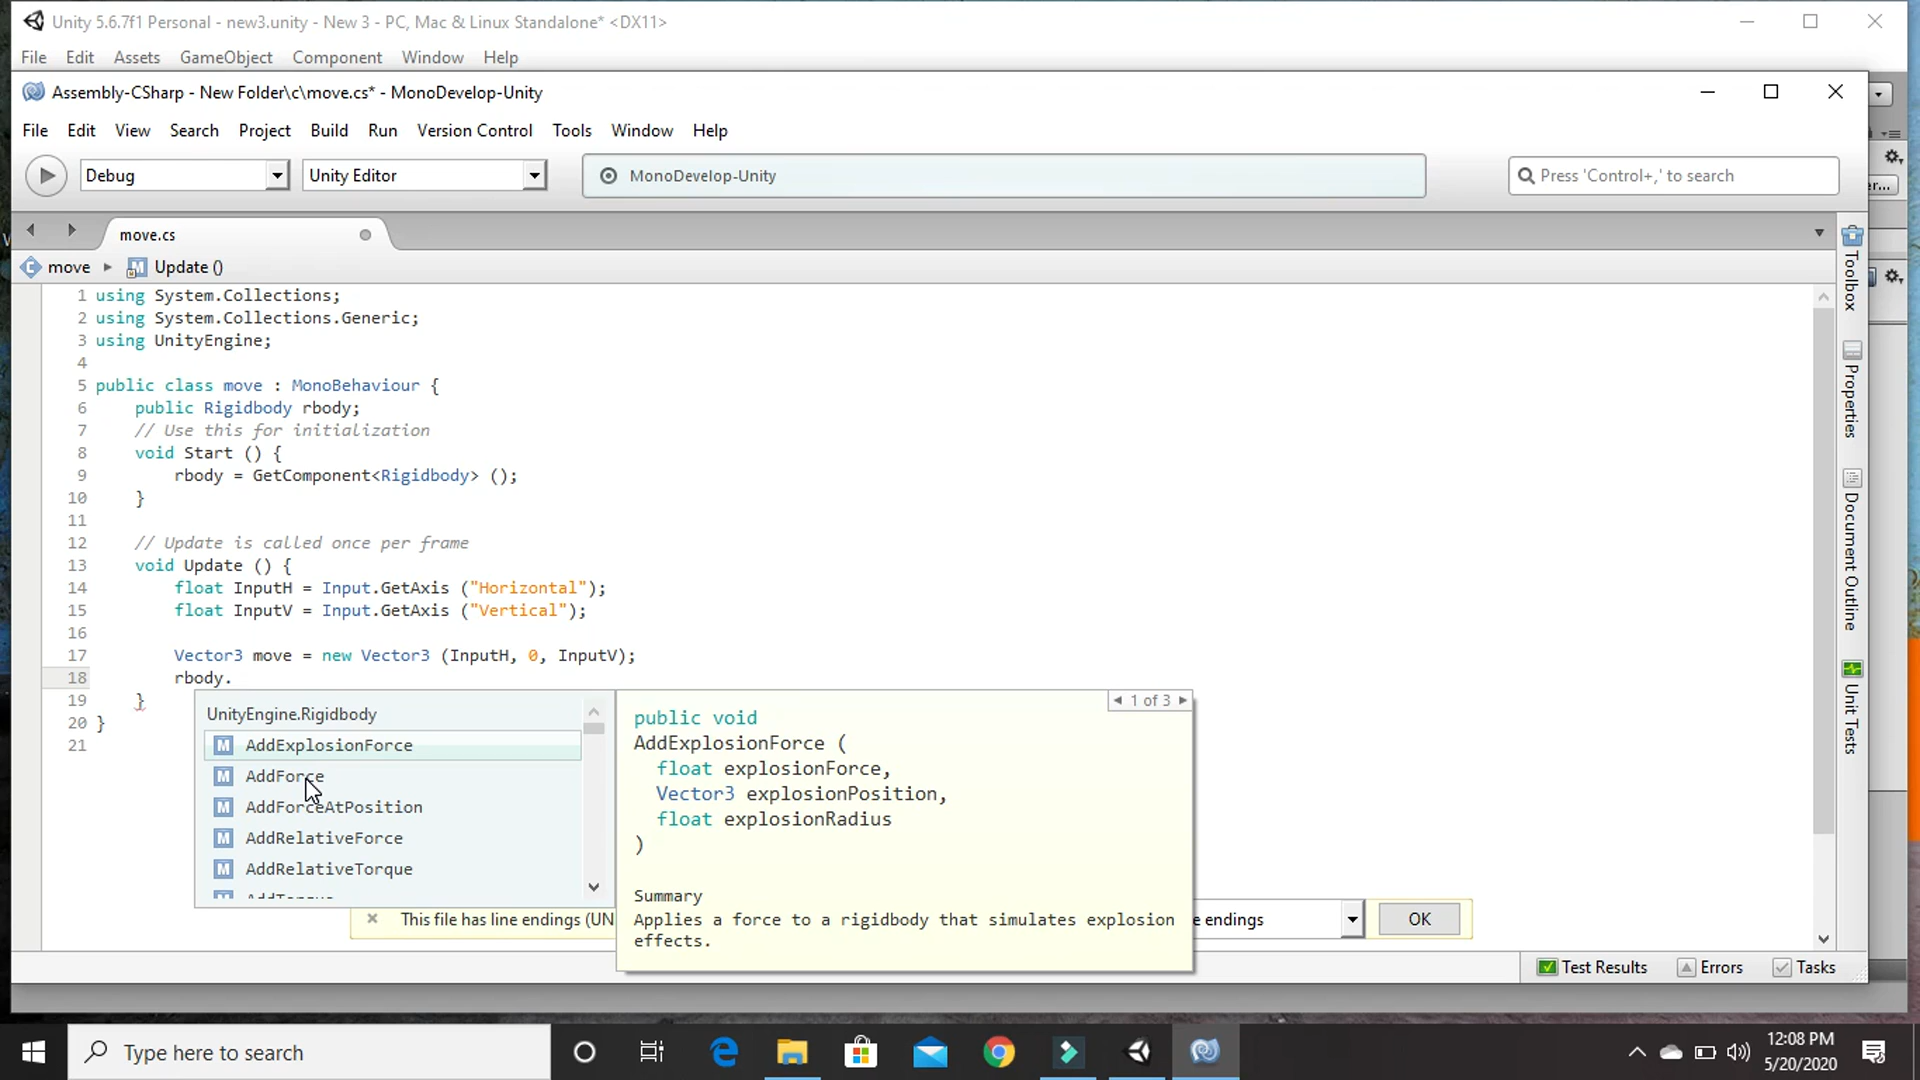 Unity 5.6.7f1 Personal - new3.unity - New 3 - PC, Mac & Linux Standalone* <DX11>
File Edit Assets GameObject Component Window Help
Assembly-CSharp - New Folder\c\move.cs* - MonoDevelop-Unity
File Edit View Search Project Build Run Version Control Tools Window Help
Debug Unity Editor MonoDevelop-Unity Press 'Control+,' to search
er...
move.cs
move Update ()
1 using System.Collections;
2 using System.Collections.Generic;
3 using UnityEngine;
4
5 public class move : MonoBehaviour {
6 public Rigidbody rbody;
7 // Use this for initialization
8 void Start () {
9 rbody = GetComponent<Rigidbody> ();
10 }
11
12 // Update is called once per frame
13 void Update () {
14 float InputH = Input.GetAxis ("Horizontal");
15 float InputV = Input.GetAxis ("Vertical");
16
17 Vector3 move = new Vector3 (InputH, 0, InputV);
18 rbody.
19 }
20 }
21
UnityEngine.Rigidbody
AddExplosionForce
AddForce
AddForceAtPosition
AddRelativeForce
AddRelativeTorque
AddTorque
1 of 3
public void
AddExplosionForce (
float explosionForce,
Vector3 explosionPosition,
float explosionRadius
)
Summary
Applies a force to a rigidbody that simulates explosion
effects.
This file has line endings (UN
e endings OK
Toolbox
Properties
Document Outline
Unit Tests
Test Results Errors Tasks
Type here to search
12:08 PM
5/20/2020